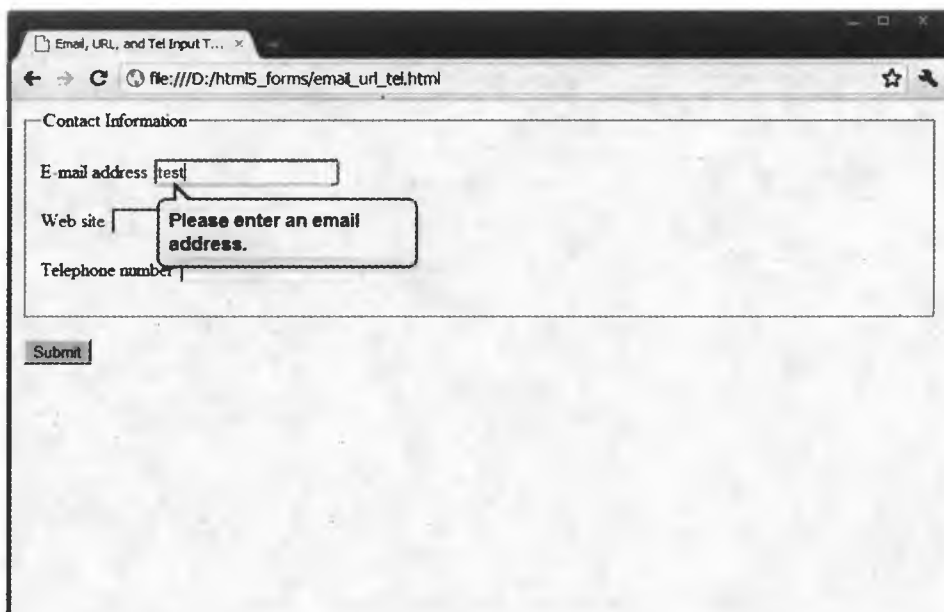 Email, URL, and Tel Input T...
file:///D:/html5_forms/email_url_tel.html
Contact Information
E-mail address test
Web site
Please enter an email
address.
Telephone number
Submit